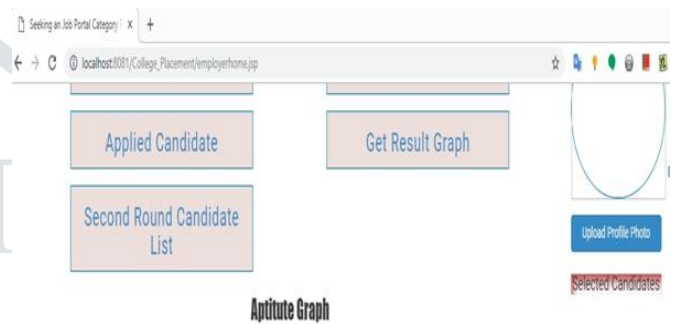 Seeking an Job Portal Category
localhost:8081/College_Placement/employerhome.jsp
Applied Candidate
Get Result Graph
Second Round Candidate
List
Upload Profile Photo
Selected Candidates
Aptitute Graph